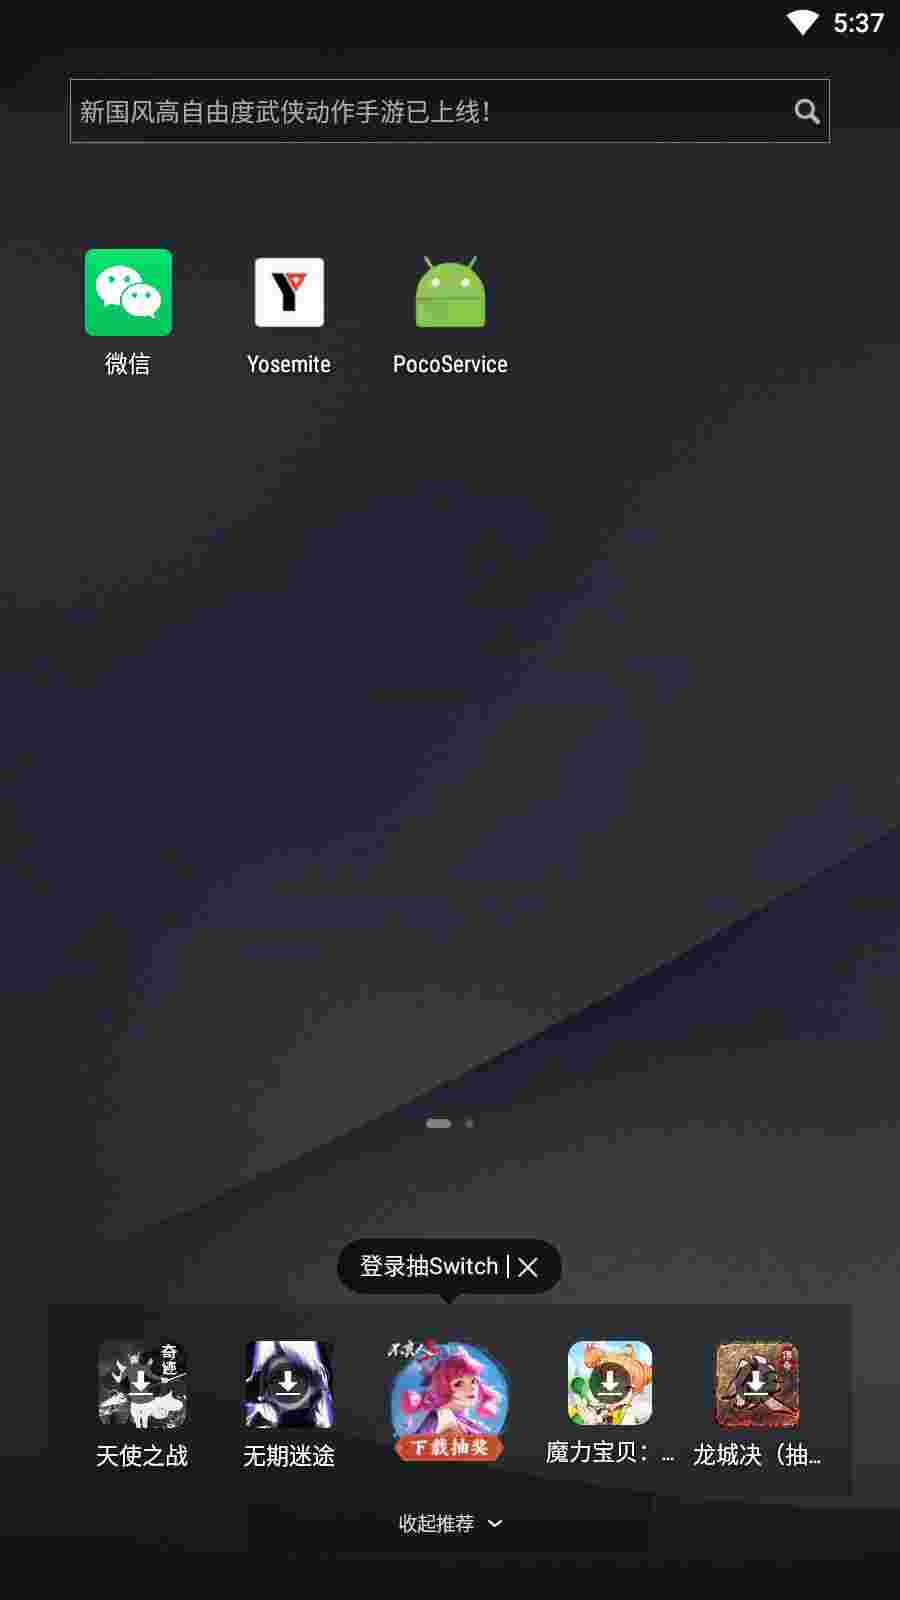 5:37
新国风高自由度武侠动作手游已上线!
微信
Yosemite
PocoService
登录抽Switch
奇迹
下载抽奖
天使之战
无期迷途
魔力宝贝：...
龙城决（抽...
收起推荐